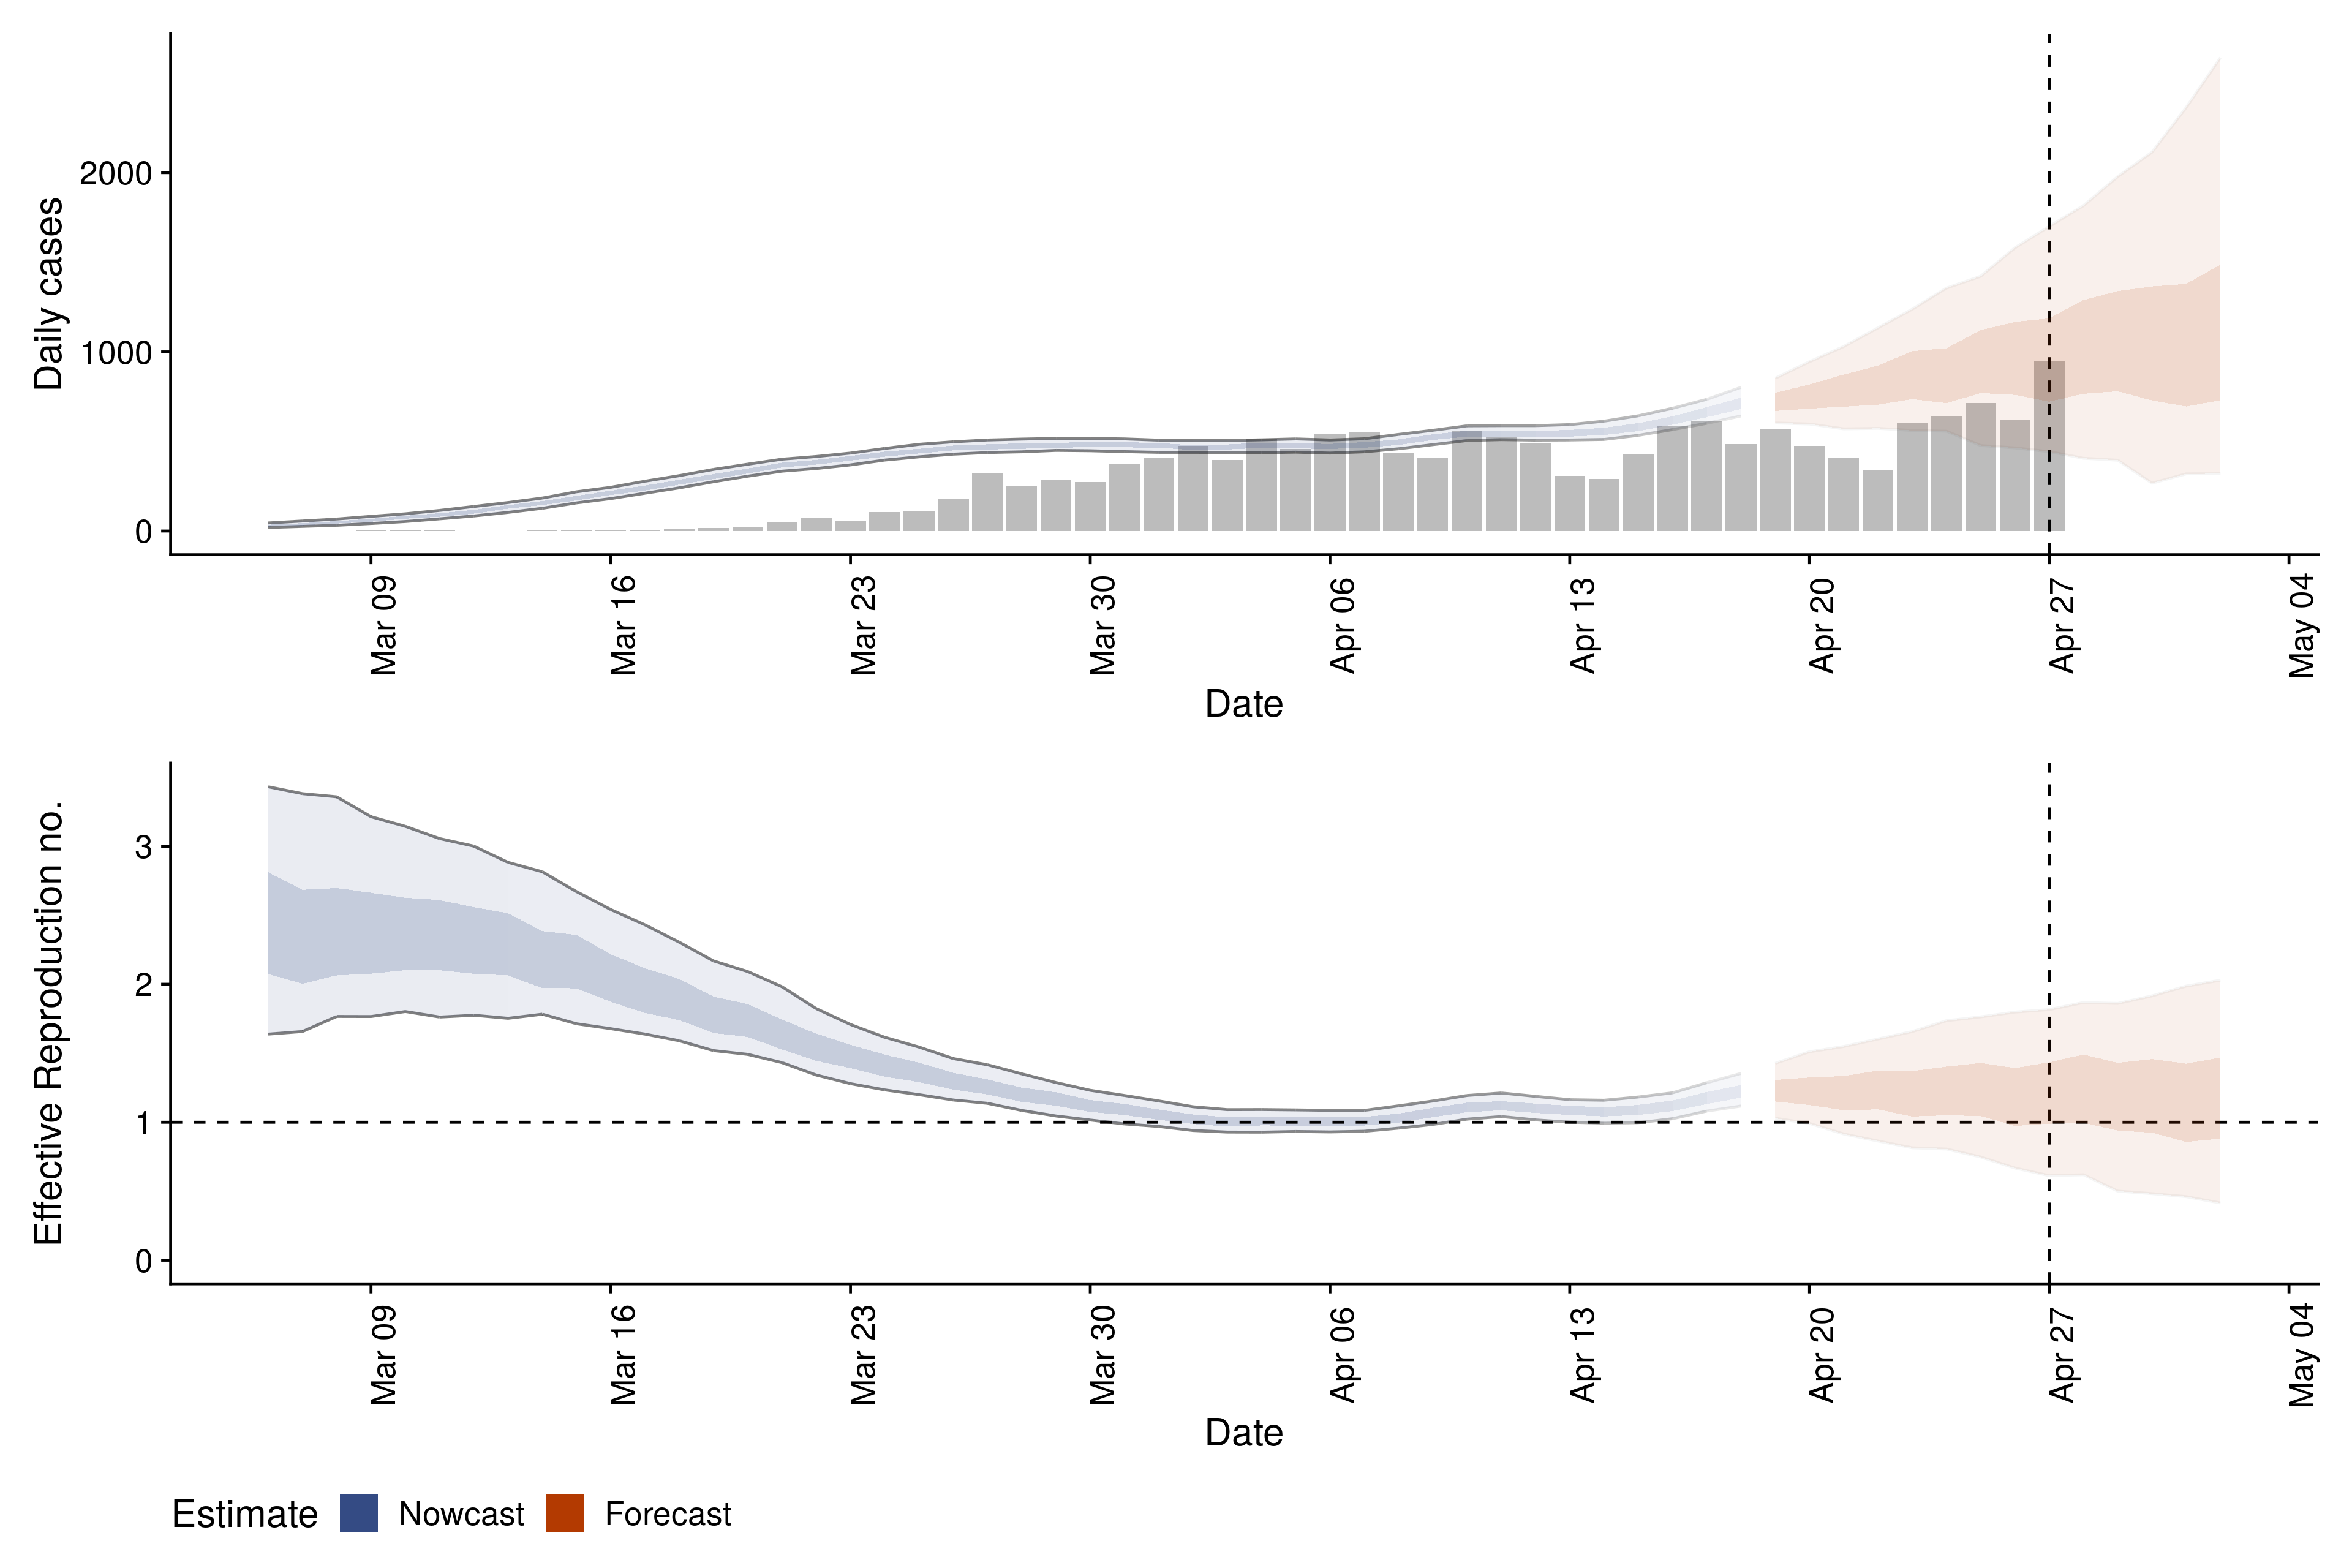 Daily cases
2000
1000
0
Mar 09 Mar 16 Mar 23 Mar 30 Apr 06 Apr 13 Apr 20 Apr 27 May 04
Date
Effective Reproduction no.
3
2
1
0
Mar 09 Mar 16 Mar 23 Mar 30 Apr 06 Apr 13 Apr 20 Apr 27 May 04
Date
Estimate Nowcast Forecast